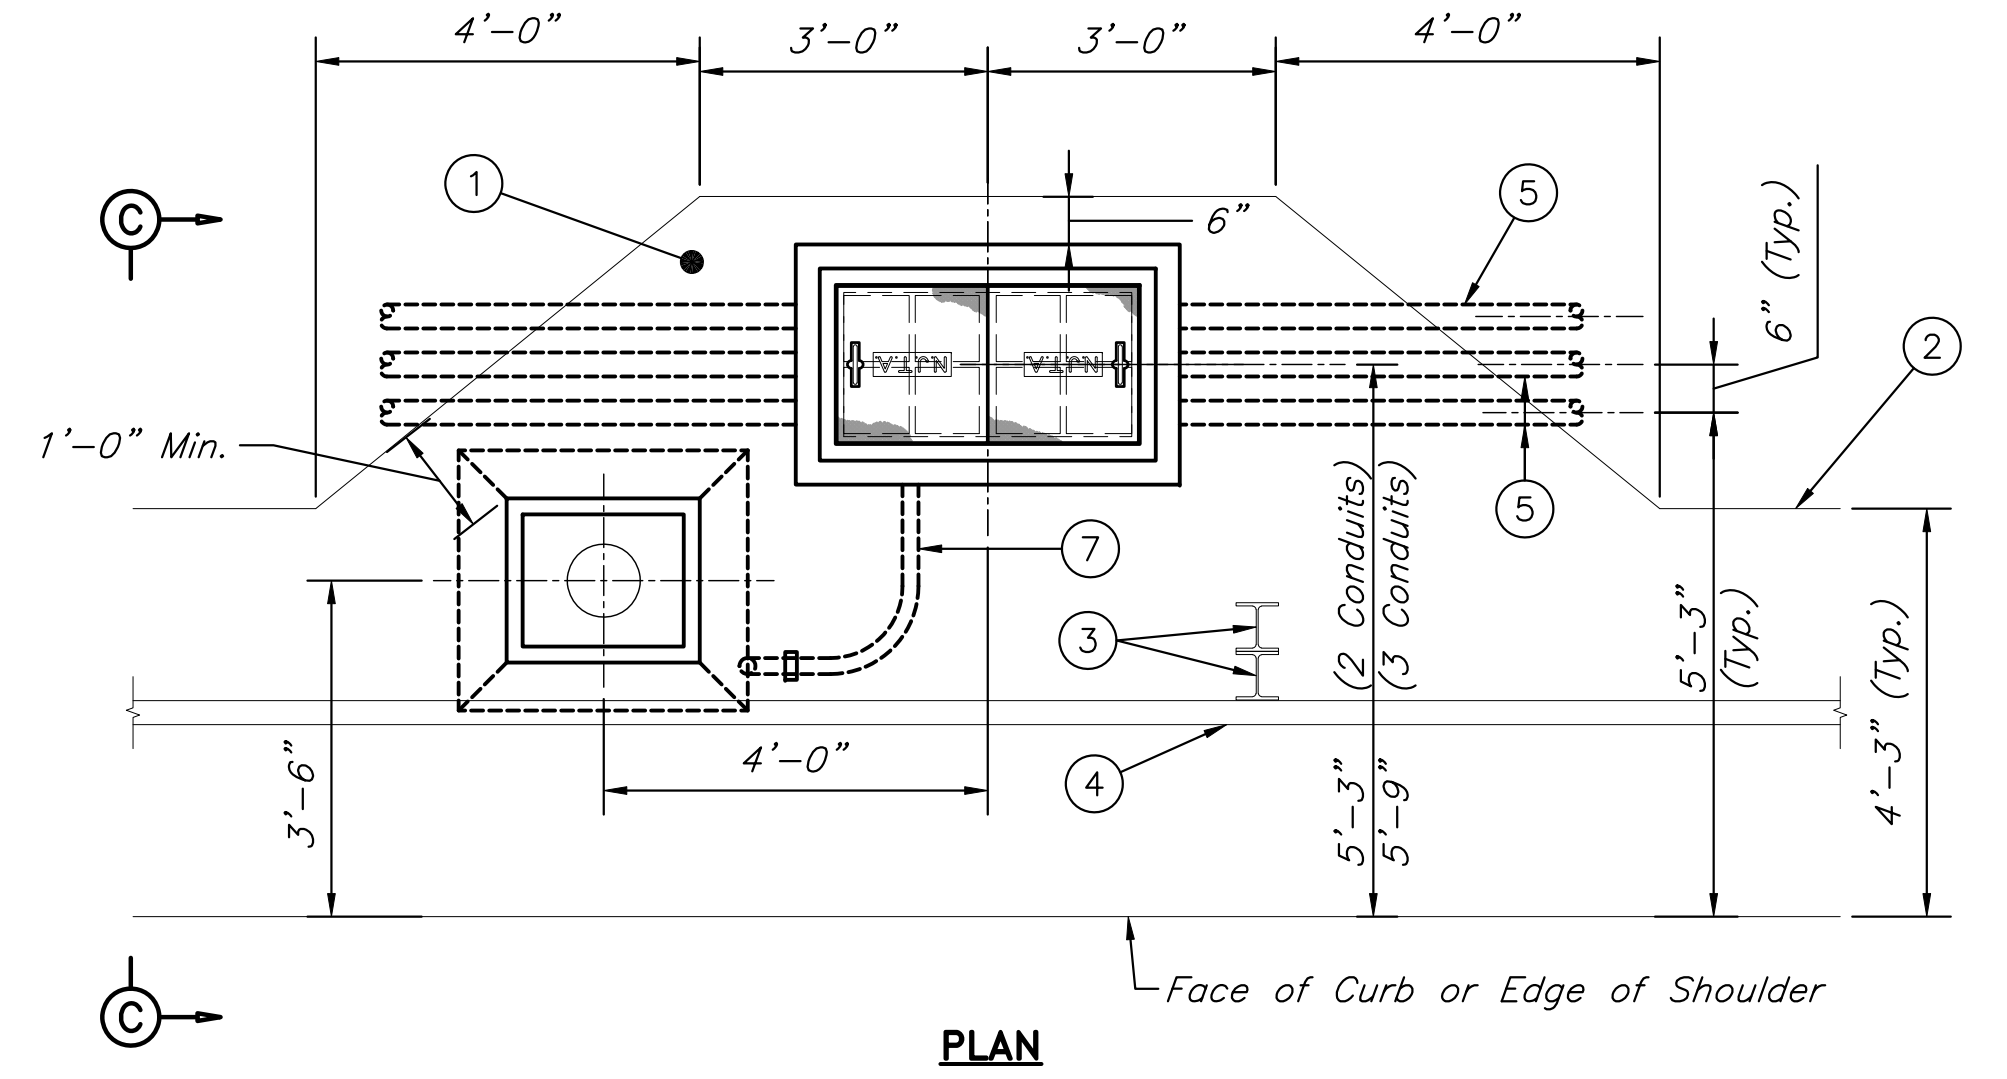 4'-0"
3'-0"
3'-0"
4'-0"
1
5
C
6"
6" (Typ.)
2
N.J.T.A.
N.J.T.A.
1'-0" Min.
5
7
(2 Conduits)
(3 Conduits)
3
5'-3"
(Typ.)
4'-3" (Typ.)
3'-6"
4'-0"
4
5'-3"
5'-9"
C
Face of Curb or Edge of Shoulder
PLAN